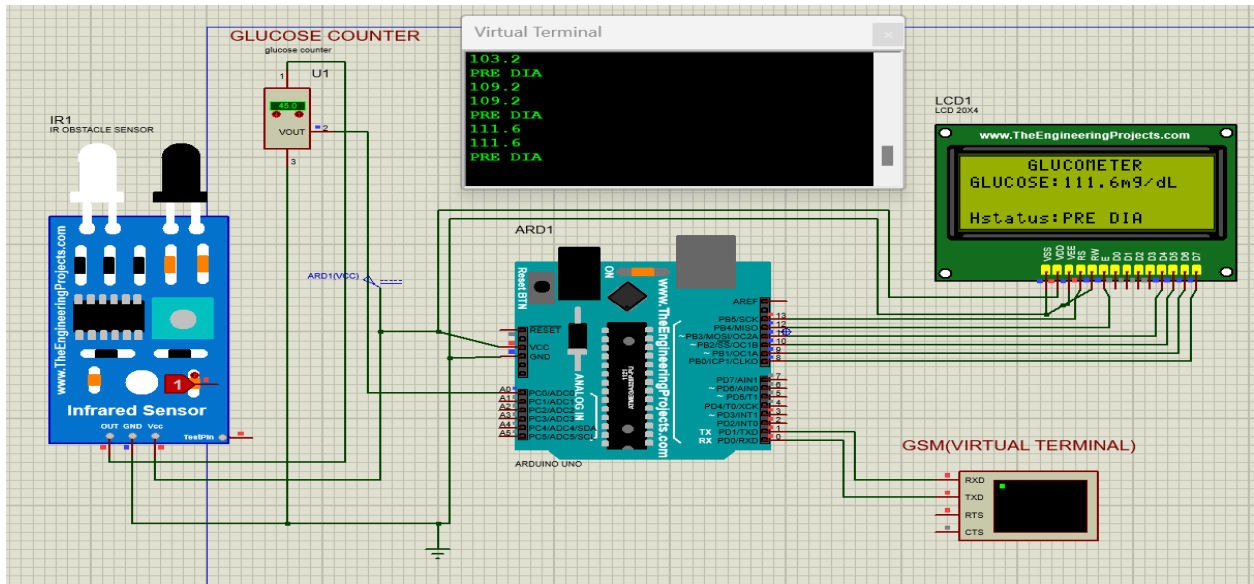 GLUCOSE COUNTER
glucose counter
U1
1
45.0
VOUT
2
3
Virtual Terminal
103.2
PRE DIA
109.2
109.2
PRE DIA
111.6
111.6
PRE DIA
IR1
IR OBSTACLE SENSOR
www.TheEngineeringProjects.com
1
Infrared Sensor
OUT GND Vcc
TestPin
ARD1(VCC)
LCD1
LCD 20X4
www.TheEngineeringProjects.com
GLUCOMETER
GLUCOSE:111.6mg/dL
Hstatus:PRE DIA
VSS
VDD
VEE
RS
RW
E
D0
D1
D2
D3
D4
D5
D6
D7
ARD1
Reset BTN
ON
www.TheEngineeringProjects.com
RESET
VCC
GND
ANALOG IN
A0 PC0/ADC0
A1 PC1/ADC1
A2 PC2/ADC2
A3 PC3/ADC3
A4 PC4/ADC4/SDA
A5 PC5/ADC5/SCL
AREF
PB5/SCK 13
PB4/MISO 12
~PB3/MOSI/OC2A
~PB2/SS/OC1B 10
~PB1/OC1A 9
PB0/ICP1/CLKO 8
PD7/AIN1 7
~PD6/AIN0 6
~PD5/T1 5
PD4/T0/XCK 4
~PD3/INT1 3
PD2/INT0 2
TX PD1/TXD 1
RX PD0/RXD 0
ARDUINO UNO
GSM(VIRTUAL TERMINAL)
RXD
TXD
RTS
CTS